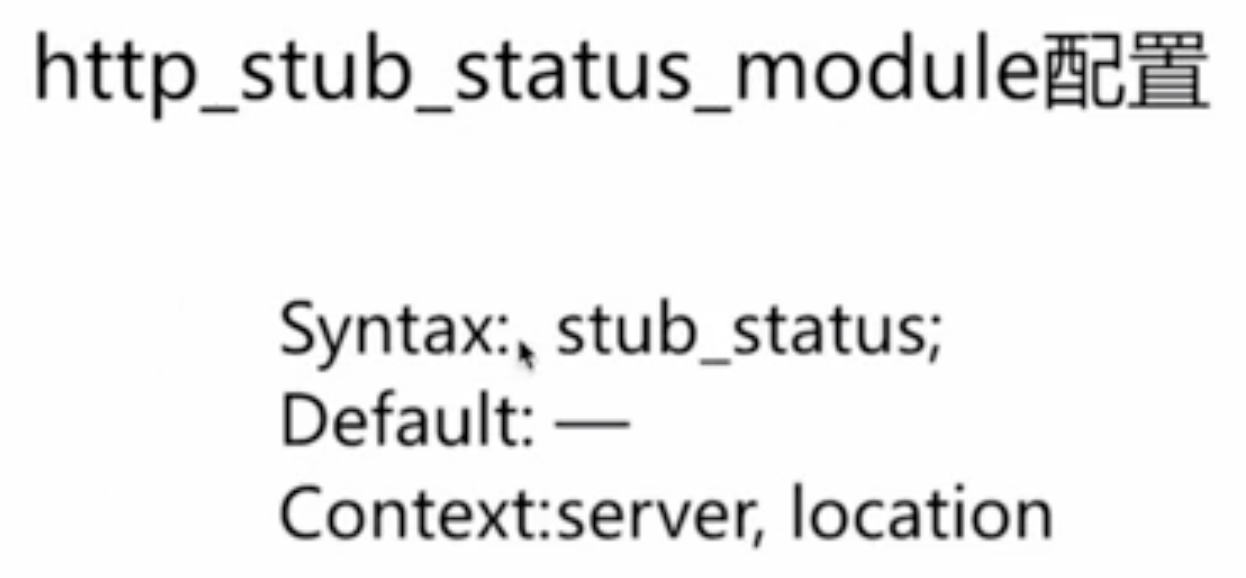 http_stub_status_module配置
Syntax: stub_status;
Default: —
Context:server, location